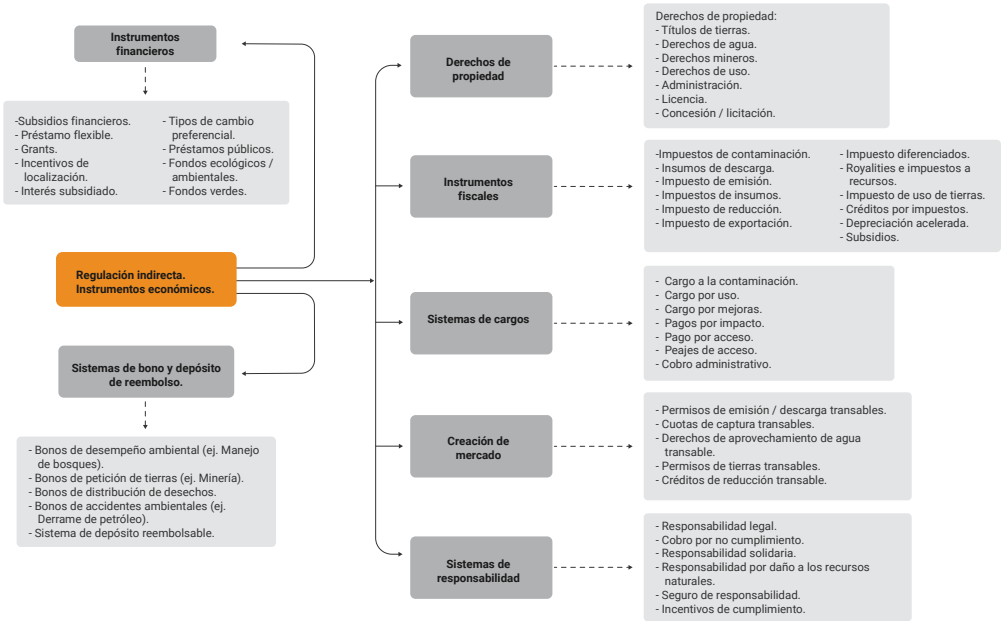 Instrumentos
financieros
-Subsidios financieros.
- Préstamo flexible.
- Grants.
- Incentivos de
localización.
- Interés subsidiado.
- Tipos de cambio
preferencial.
- Préstamos públicos.
- Fondos ecológicos /
ambientales.
- Fondos verdes.
Regulación indirecta.
Instrumentos económicos.
Sistemas de bono y depósito
de reembolso.
- Bonos de desempeño ambiental (ej. Manejo
de bosques).
- Bonos de petición de tierras (ej. Minería).
- Bonos de distribución de desechos.
- Bonos de accidentes ambientales (ej.
Derrame de petróleo).
- Sistema de depósito reembolsable.
Derechos de
propiedad
Derechos de propiedad:
- Títulos de tierras.
- Derechos de agua.
- Derechos mineros.
- Derechos de uso.
- Administración.
- Licencia.
- Concesión / licitación.
Instrumentos
fiscales
-Impuestos de contaminación.
- Insumos de descarga.
- Impuesto de emisión.
- Impuestos de insumos.
- Impuesto de reducción.
- Impuesto de exportación.
- Impuesto diferenciados.
- Royalities e impuestos a
recursos.
- Impuesto de uso de tierras.
- Créditos por impuestos.
- Depreciación acelerada.
- Subsidios.
Sistemas de cargos
- Cargo a la contaminación.
- Cargo por uso.
- Cargo por mejoras.
- Pagos por impacto.
- Pago por acceso.
- Peajes de acceso.
- Cobro administrativo.
Creación de
mercado
- Permisos de emisión / descarga transables.
- Cuotas de captura transables.
- Derechos de aprovechamiento de agua
transable.
- Permisos de tierras transables.
- Créditos de reducción transable.
Sistemas de
responsabilidad
- Responsabilidad legal.
- Cobro por no cumplimiento.
- Responsabilidad solidaria.
- Responsabilidad por daño a los recursos
naturales.
- Seguro de responsabilidad.
- Incentivos de cumplimiento.